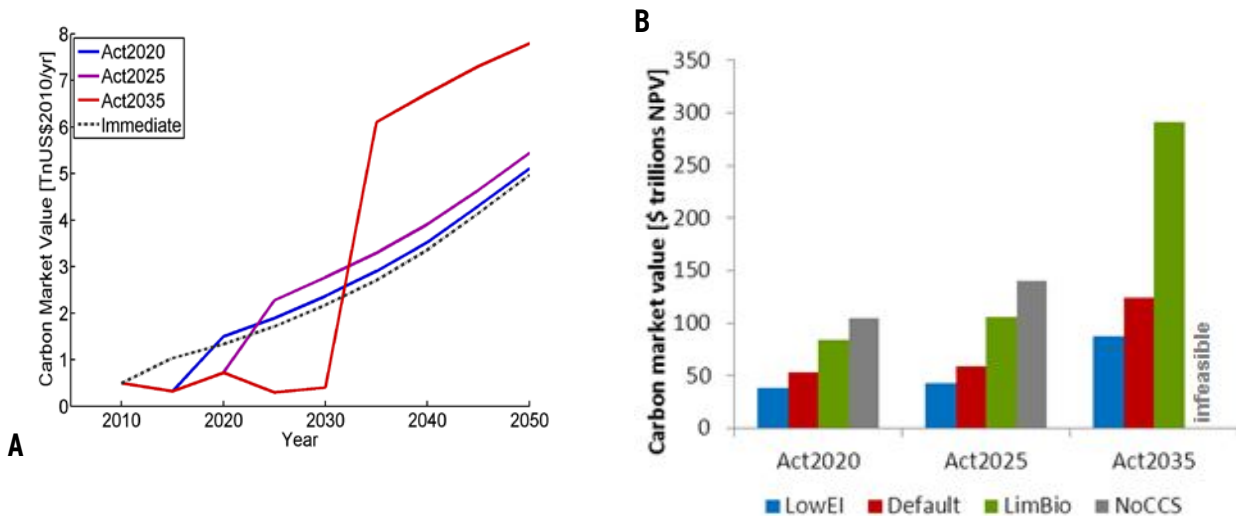 A
Carbon Market Value [TnUS$2010/yr]
8
7
6
5
4
3
2
1
0
Act2020
Act2025
Act2035
Immediate
2010
2020
2030
2040
2050
Year
B
Carbon market value [$ trillions NPV]
350
300
250
200
150
100
50
0
infeasible
Act2020
Act2025
Act2035
LowEI
Default
LimBio
NoCCS